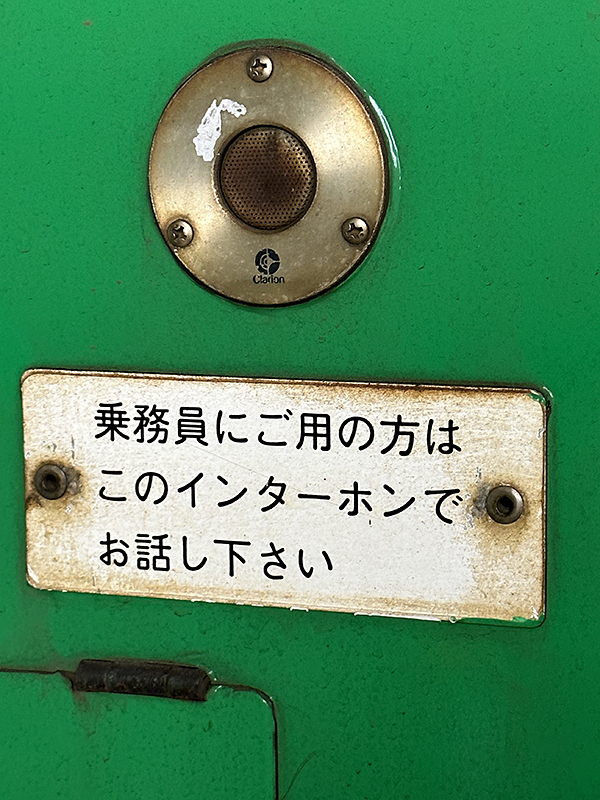 Clarion
乗務員にご用の方は
このインターホンで
お話し下さい